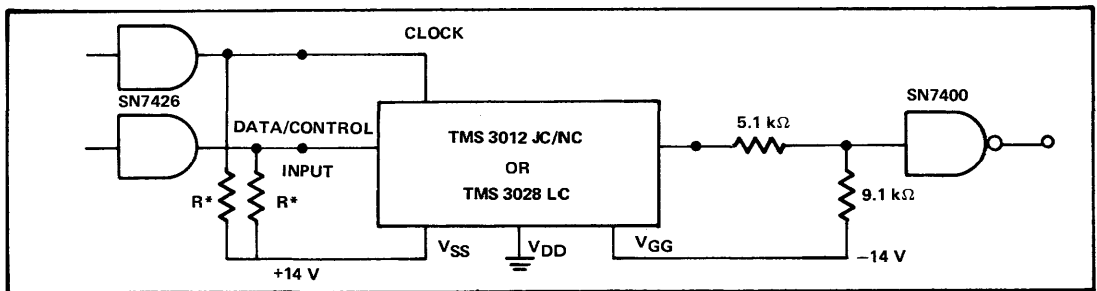 CLOCK
SN7426
SN7400
DATA/CONTROL
INPUT
TMS 3012 JC/NC
OR
TMS 3028 LC
5.1 kΩ
9.1 kΩ
R*
R*
VSS
VDD
VGG
+14 V
−14 V